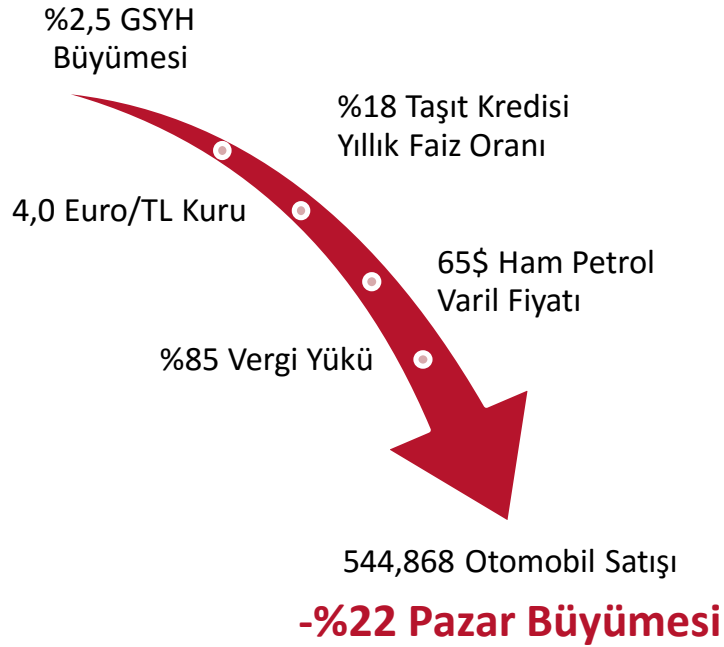 %2,5 GSYH
Büyümesi
%18 Taşıt Kredisi
Yıllık Faiz Oranı
4,0 Euro/TL Kuru
65$ Ham Petrol
Varil Fiyatı
%85 Vergi Yükü
544,868 Otomobil Satışı
-%22 Pazar Büyümesi